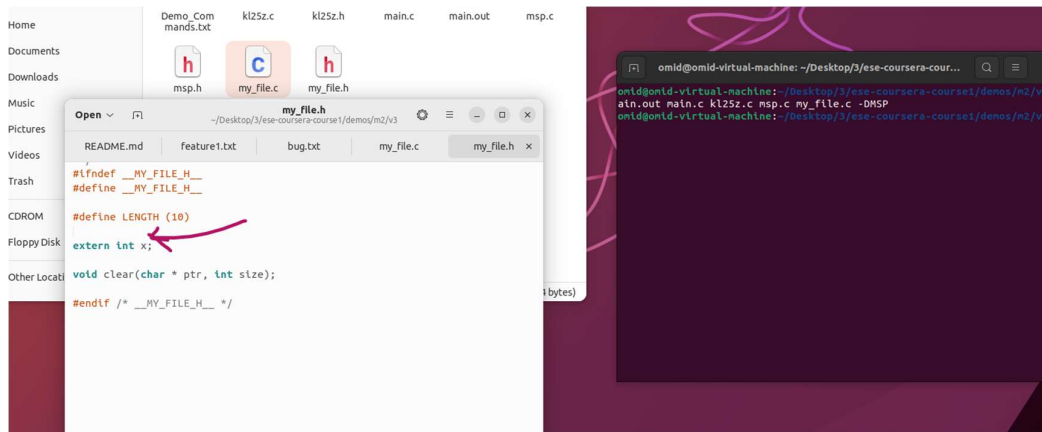 Home
Documents
Downloads
Music
Pictures
Videos
Trash
CDROM
Floppy Disk
Other Locati
Demo_Com
mands.txt
kl25z.c
kl25z.h
main.c
main.out
msp.c
h
C
h
msp.h
my_file.c
my_file.h
4 bytes)
Open
my_file.h
~/Desktop/3/ese-coursera-course1/demos/m2/v3
README.md
feature1.txt
bug.txt
my_file.c
my_file.h
#ifndef __MY_FILE_H__
#define __MY_FILE_H__
#define LENGTH (10)
extern int x;
void clear(char * ptr, int size);
#endif /* __MY_FILE_H__ */
omid@omid-virtual-machine: ~/Desktop/3/ese-coursera-cour...
omid@omid-virtual-machine:~/Desktop/3/ese-coursera-course1/demos/m2/v
ain.out main.c kl25z.c msp.c my_file.c -DMSP
omid@omid-virtual-machine:~/Desktop/3/ese-coursera-course1/demos/m2/v